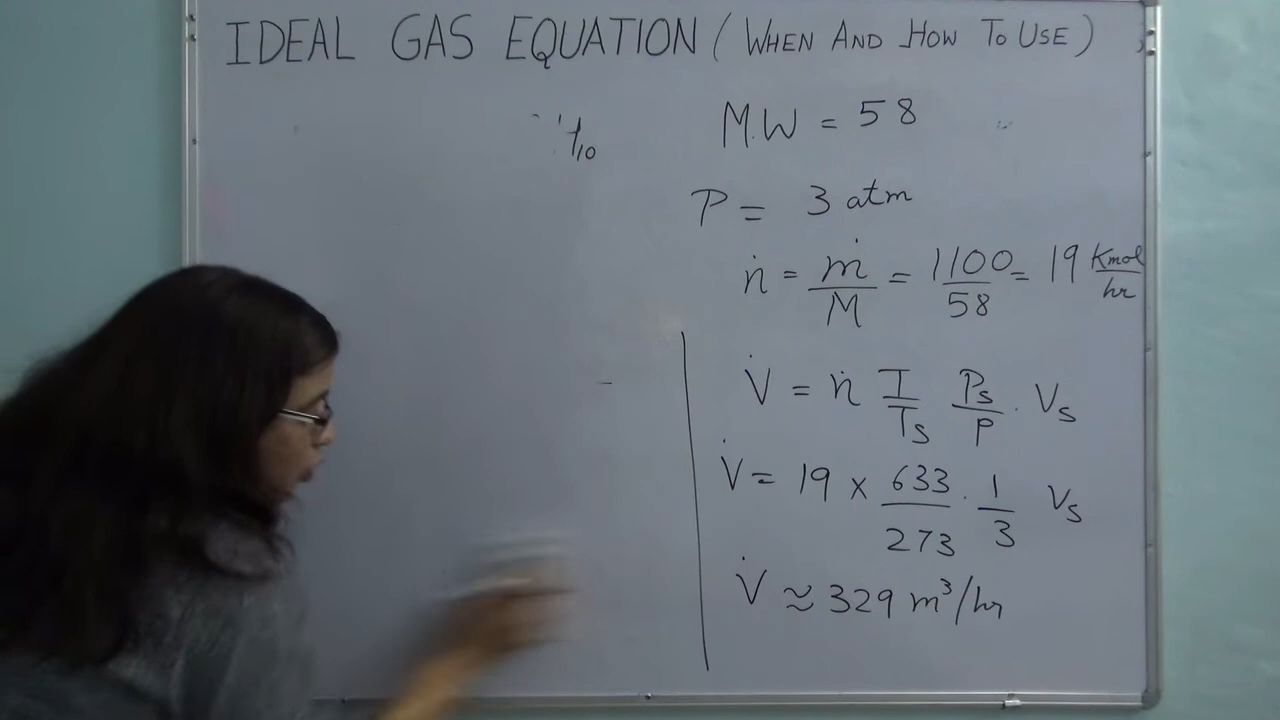 IDEAL GAS EQUATION (WHEN AND HOW TO USE)
1/10
M.W = 58
P = 3 atm
ṅ = ṁ/M = 1100/58 = 19 Kmol/hr
V̇ = ṅ T/Ts Ps/P · Vs
V̇ = 19 × 633/273 · 1/3 Vs
V̇ ≈ 329 m³/hr